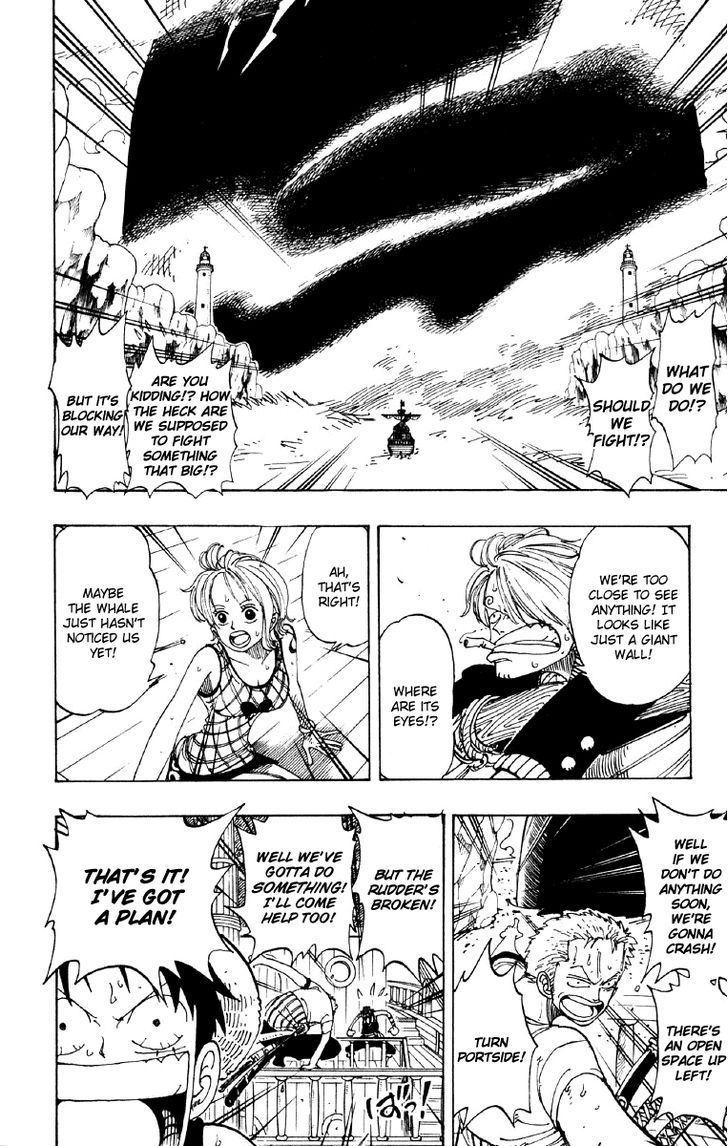 WHAT
DO WE
DO!?
SHOULD
WE
FIGHT!?
ARE YOU
KIDDING!? HOW
THE HECK ARE
WE SUPPOSED
TO FIGHT
SOMETHING
THAT BIG!?
BUT IT'S
BLOCKING
OUR WAY!
WE'RE TOO
CLOSE TO SEE
ANYTHING! IT
LOOKS LIKE
JUST A GIANT
WALL!
WHERE
ARE ITS
EYES!?
AH,
THAT'S
RIGHT!
MAYBE
THE WHALE
JUST HASN'T
NOTICED US
YET!
WELL
IF WE
DON'T DO
ANYTHING
SOON,
WE'RE
GONNA
CRASH!
THERE'S
AN OPEN
SPACE UP
LEFT!
TURN
PORTSIDE!
BUT THE
RUDDER'S
BROKEN!
WELL WE'VE
GOTTA DO
SOMETHING!
I'LL COME
HELP TOO!
ばっ!
THAT'S IT!
I'VE GOT
A PLAN!